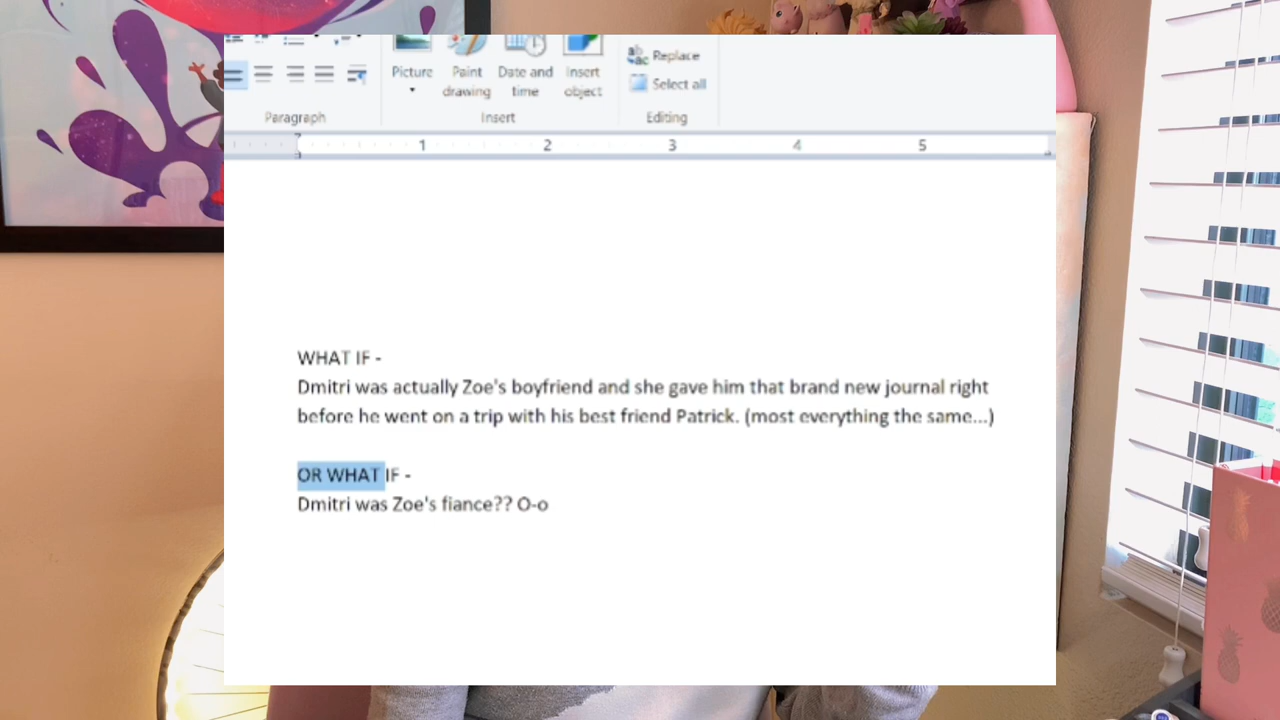 Picture
Paint drawing
Date and time
Insert object
Replace
Select all
Paragraph
Insert
Editing
1 2 3 4 5
WHAT IF -
Dmitri was actually Zoe's boyfriend and she gave him that brand new journal right
before he went on a trip with his best friend Patrick. (most everything the same...)
OR WHAT IF -
Dmitri was Zoe's fiance?? O-o